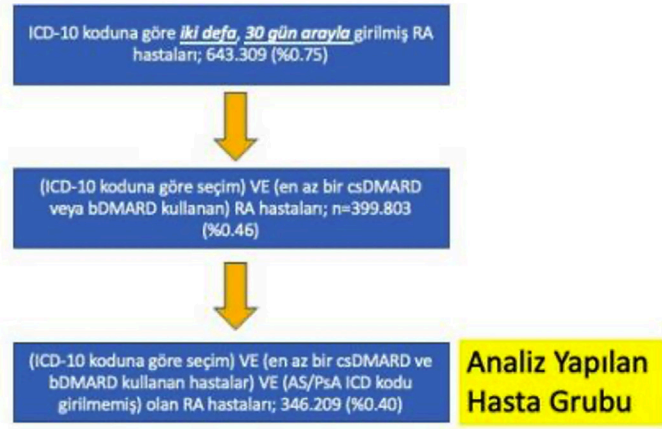 ICD-10 koduna göre iki defa, 30 gün arayla girilmiş RA
hastaları; 643.309 (%0.75)
(ICD-10 koduna göre seçim) VE (en az bir csDMARD
veya bDMARD kullanan) RA hastaları; n=399.803
(%0.46)
(ICD-10 koduna göre seçim) VE (en az bir csDMARD ve
bDMARD kullanan hastalar) VE (AS/PsA ICD kodu
girilmemiş) olan RA hastaları; 346.209 (%0.40)
Analiz Yapılan
Hasta Grubu